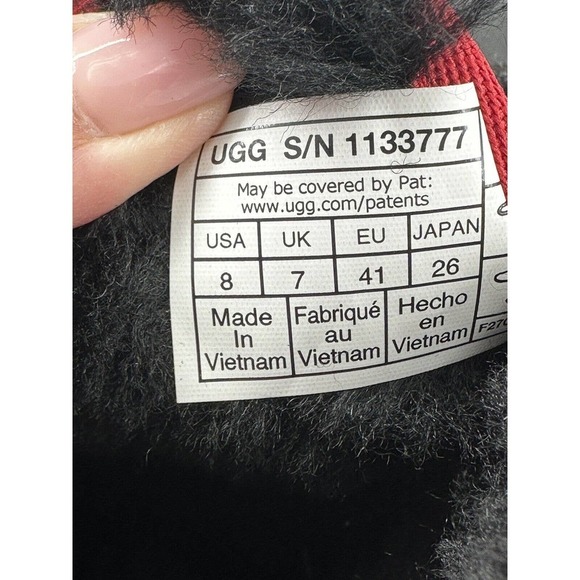 UGG S/N 1133777
May be covered by Pat:
www.ugg.com/patents
USA UK EU JAPAN
8 7 41 26
Made In Vietnam
Fabriqué au Vietnam
Hecho en Vietnam